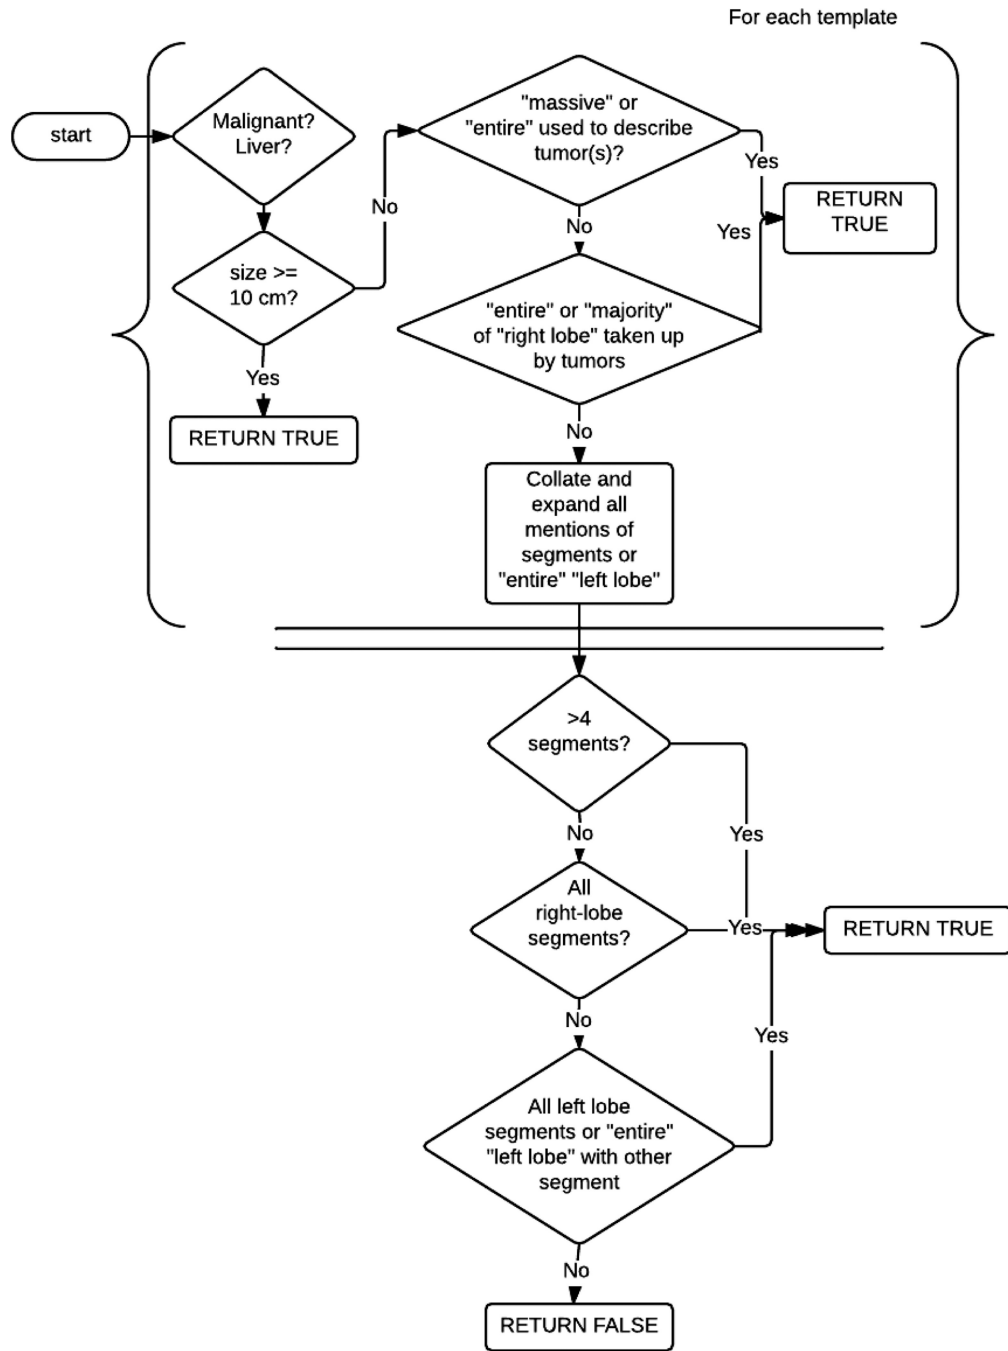 For each template
start
Malignant?
Liver?
No
"massive" or
"entire" used to describe
tumor(s)?
Yes
RETURN
TRUE
No
Yes
size >=
10 cm?
"entire" or "majority"
of "right lobe" taken up
by tumors
Yes
RETURN TRUE
No
Collate and
expand all
mentions of
segments or
"entire" "left lobe"
>4
segments?
Yes
No
All
right-lobe
segments?
Yes
RETURN TRUE
No
Yes
All left lobe
segments or "entire"
"left lobe" with other
segment
No
RETURN FALSE